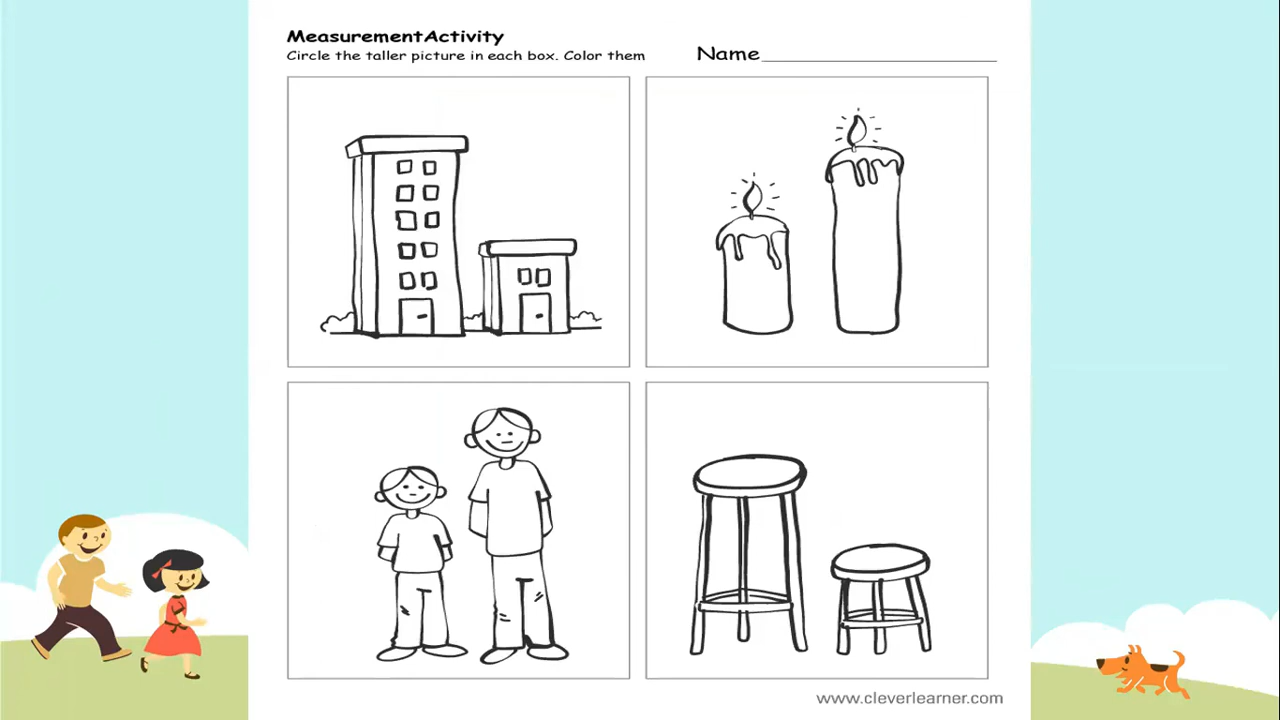 MeasurementActivity
Circle the taller picture in each box. Color them
Name
www.cleverlearner.com